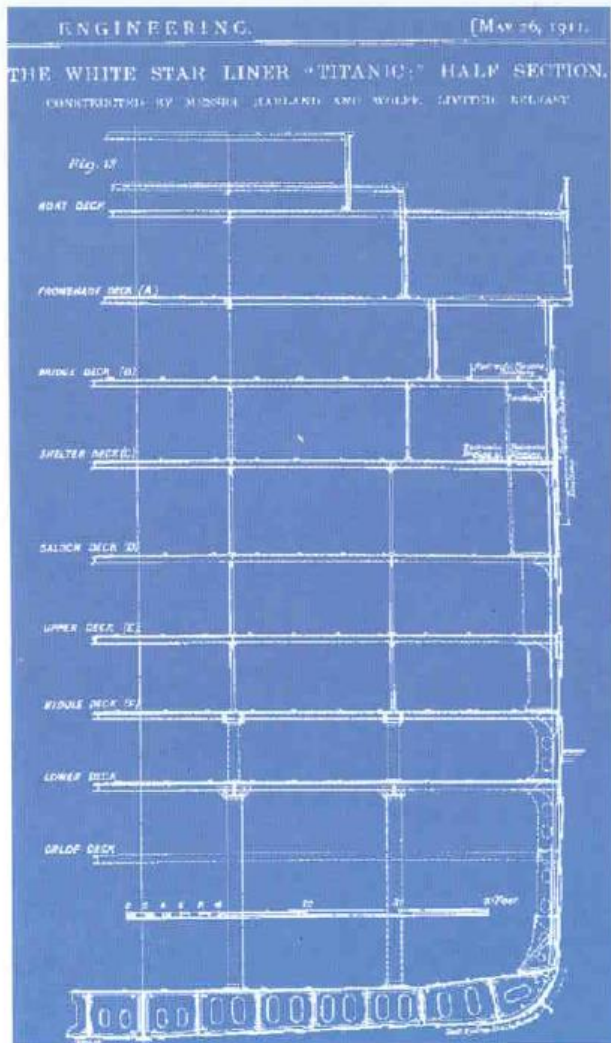 ENGINEERING. [MAY 26, 1911.
THE WHITE STAR LINER "TITANIC;" HALF SECTION.
CONSTRUCTED BY MESSRS. HARLAND AND WOLFF, LIMITED, BELFAST.
Fig. 13
BOAT DECK
PROMENADE DECK (A)
BRIDGE DECK (B)
SHELTER DECK (C)
SALOON DECK (D)
UPPER DECK (E)
MIDDLE DECK (F)
LOWER DECK
ORLOP DECK